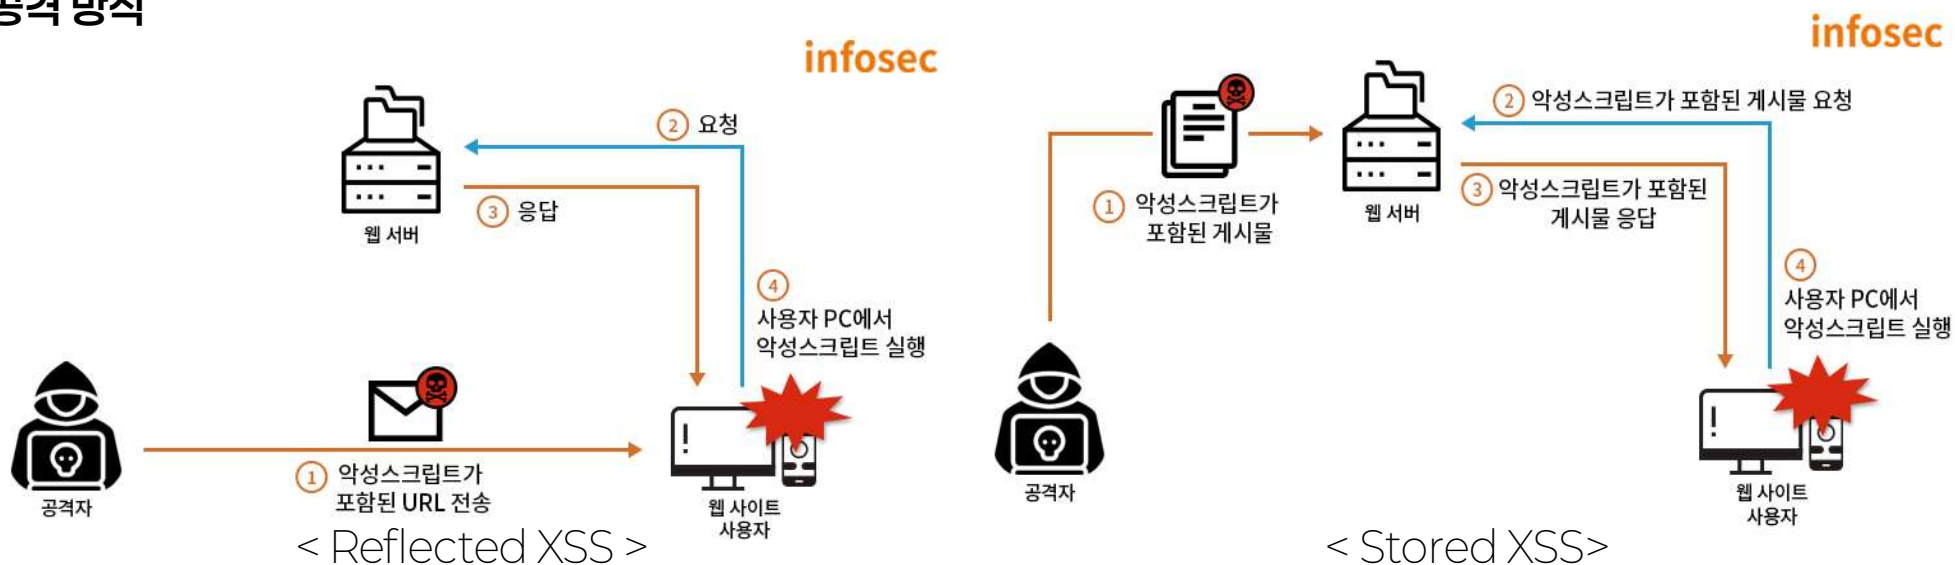 공격 방식
infosec
② 요청
③ 응답
웹 서버
④
사용자 PC에서
악성스크립트 실행
① 악성스크립트가
포함된 URL 전송
공격자
웹 사이트
사용자
< Reflected XSS >
infosec
② 악성스크립트가 포함된 게시물 요청
① 악성스크립트가
포함된 게시물
웹 서버
③ 악성스크립트가 포함된
게시물 응답
④
사용자 PC에서
악성스크립트 실행
공격자
웹 사이트
사용자
< Stored XSS>